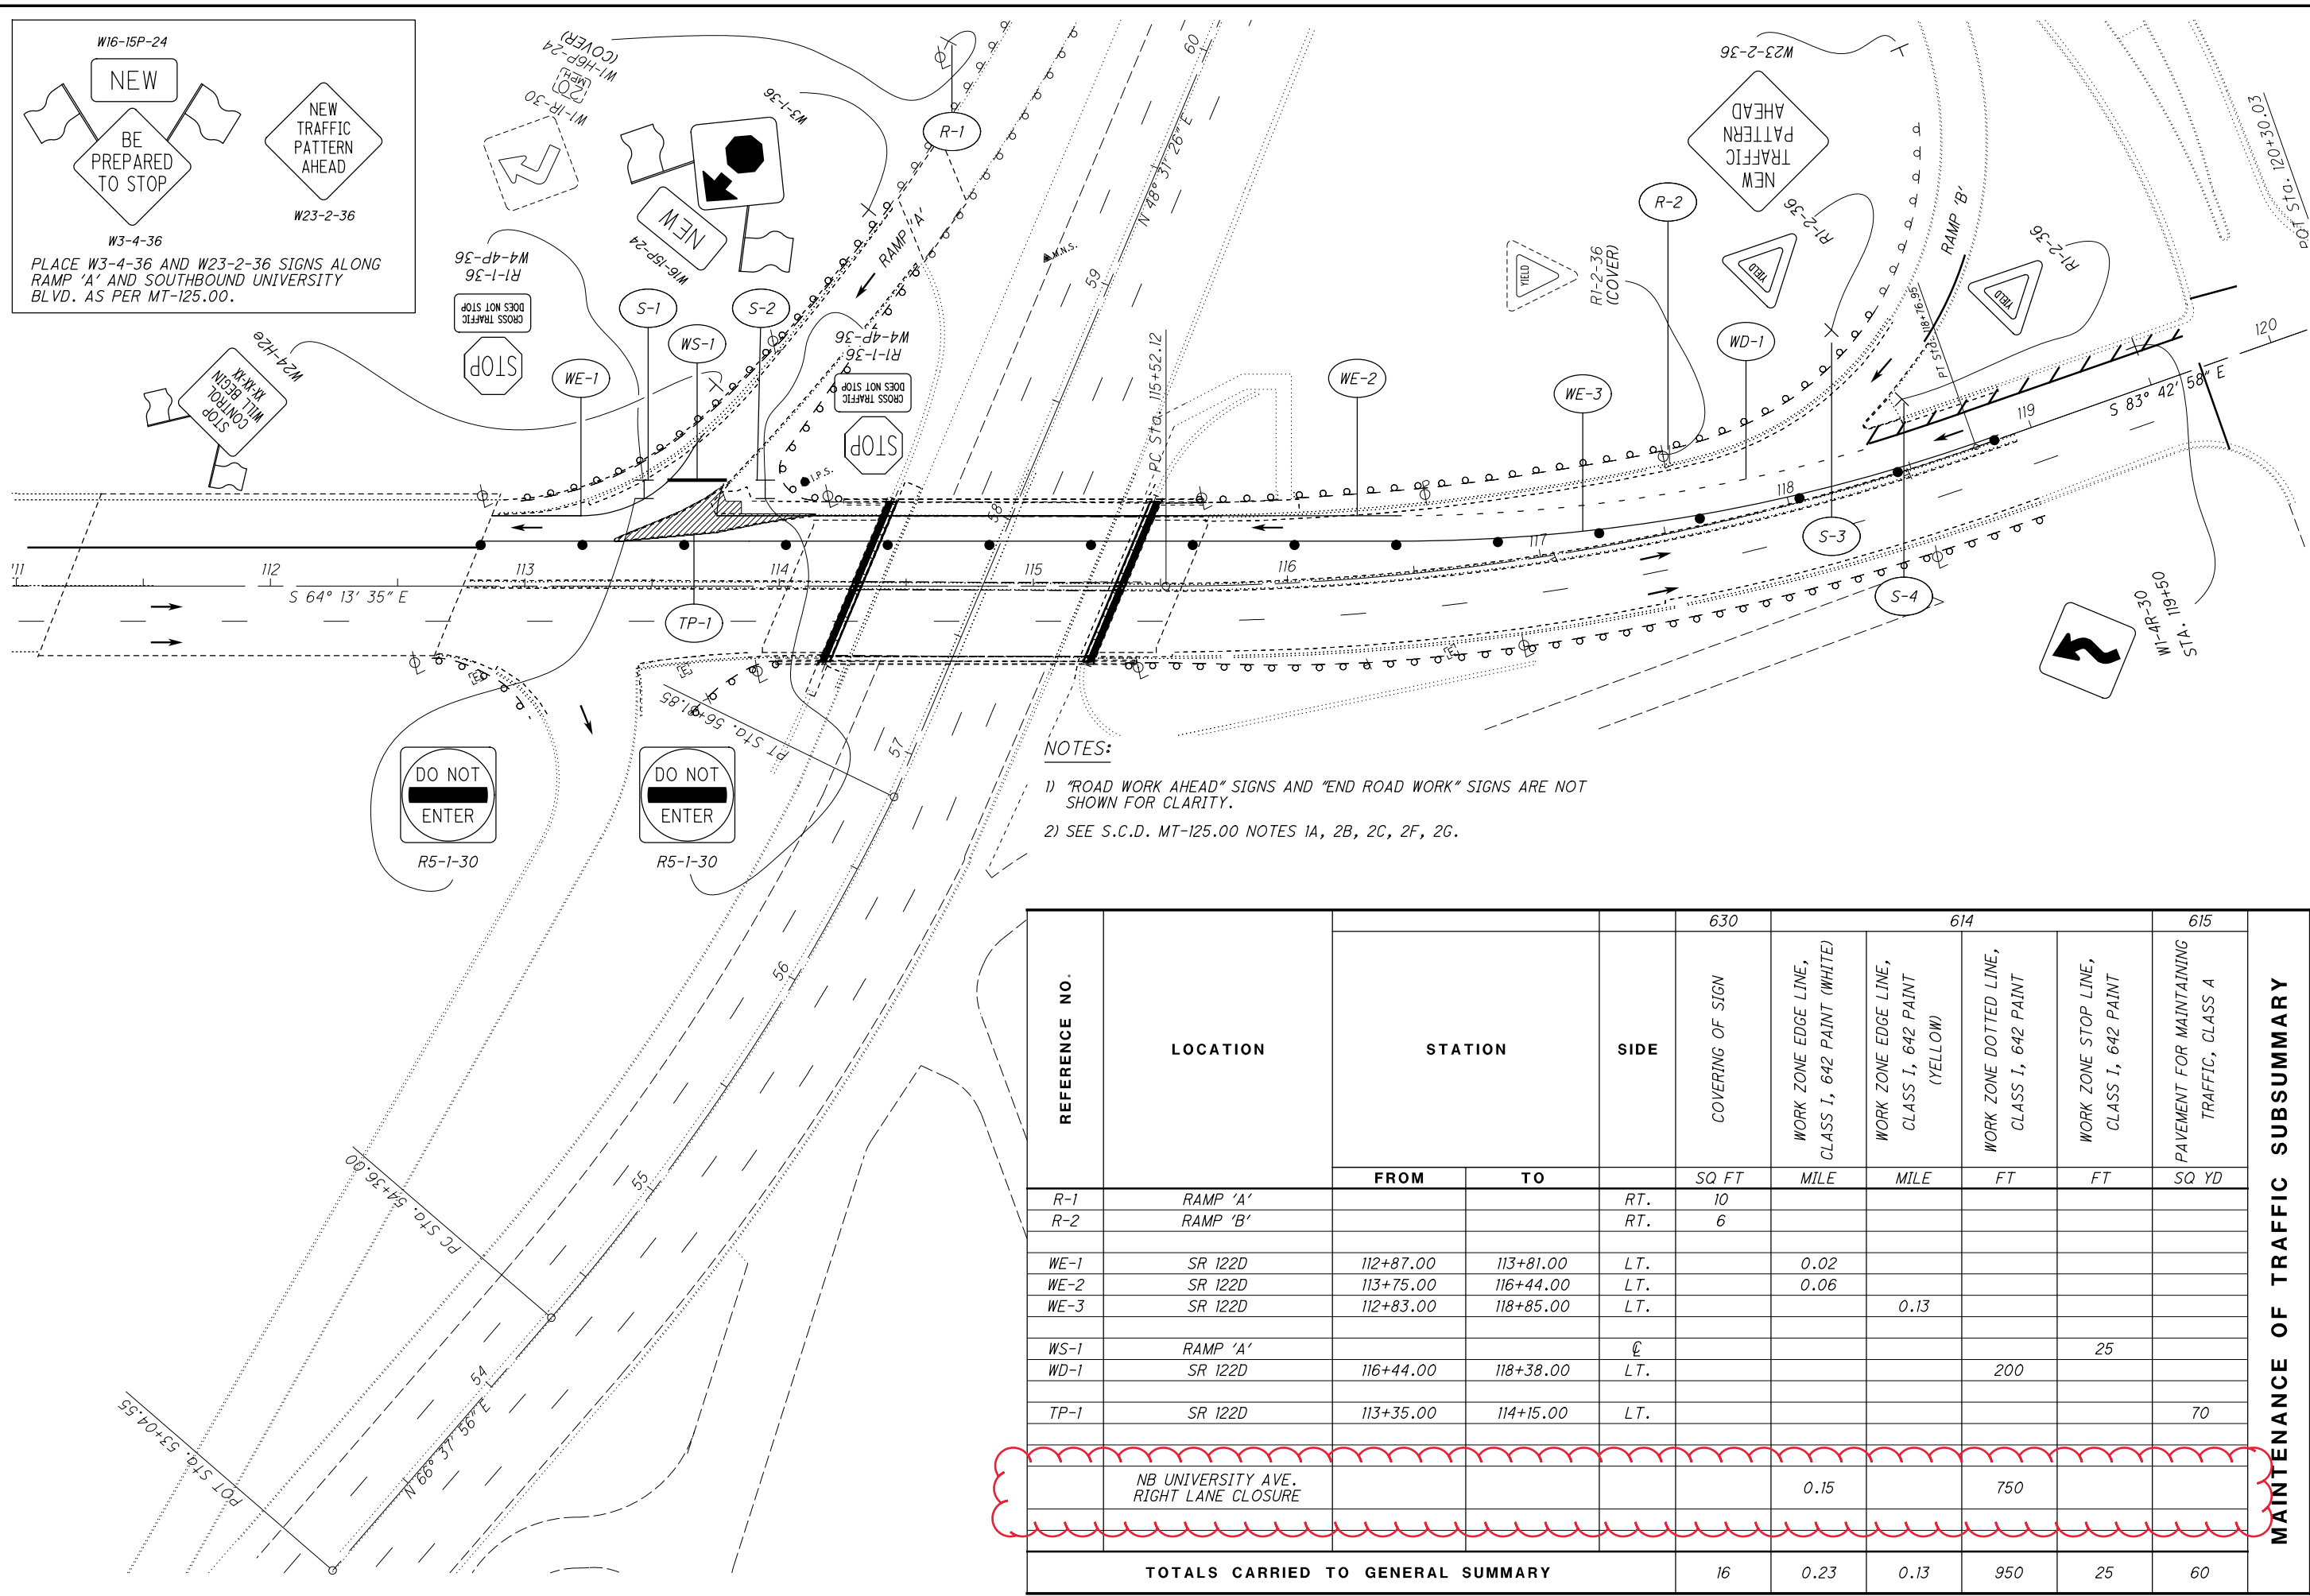 W16-15P-24
NEW
BE
PREPARED
TO STOP
W3-4-36
NEW
TRAFFIC
PATTERN
AHEAD
W23-2-36
PLACE W3-4-36 AND W23-2-36 SIGNS ALONG
RAMP 'A' AND SOUTHBOUND UNIVERSITY
BLVD. AS PER MT-125.00.
W1-H6P-24
(COVER)
20
MPH
W1-1R-30
W3-1-36
NEW
W16-15P-24
R-1
RAMP 'A'
N 48° 31' 26" E
60
59
58
57
56
55
54
M.N.S.
R1-1-36
W4-4P-36
CROSS TRAFFIC
DOES NOT STOP
STOP
S-1
WS-1
S-2
R1-1-36
W4-4P-36
CROSS TRAFFIC
DOES NOT STOP
STOP
W24-H2e
STOP
CONTROL
WILL BEGIN
XX-XX-XX
WE-1
I.P.S.
PC Sta. 115+52.12
WE-2
WE-3
R-2
WD-1
W23-2-36
NEW
TRAFFIC
PATTERN
AHEAD
R1-2-36
YIELD
R1-2-36
(COVER)
YIELD
R1-2-36
YIELD
RAMP 'B'
PT Sta. 118+76.95
POT Sta. 120+30.03
S 83° 42' 58" E
S-3
S-4
W1-4R-30
STA. 119+50
111
112
113
114
115
116
117
118
119
120
S 64° 13' 35" E
TP-1
PT Sta. 56+81.85
DO NOT
ENTER
R5-1-30
DO NOT
ENTER
R5-1-30
PC Sta. 54+36.00
POT Sta. 53+04.55
N 66° 37' 56" E
NOTES:
1) "ROAD WORK AHEAD" SIGNS AND "END ROAD WORK" SIGNS ARE NOT
SHOWN FOR CLARITY.
2) SEE S.C.D. MT-125.00 NOTES 1A, 2B, 2C, 2F, 2G.
630 614 615
REFERENCE NO.
LOCATION
STATION
SIDE
COVERING OF SIGN
WORK ZONE EDGE LINE,
CLASS I, 642 PAINT (WHITE)
WORK ZONE EDGE LINE,
CLASS I, 642 PAINT
(YELLOW)
WORK ZONE DOTTED LINE,
CLASS I, 642 PAINT
WORK ZONE STOP LINE,
CLASS I, 642 PAINT
PAVEMENT FOR MAINTAINING
TRAFFIC, CLASS A
FROM TO SQ FT MILE MILE FT FT SQ YD
R-1 RAMP 'A' RT. 10
R-2 RAMP 'B' RT. 6
WE-1 SR 122D 112+87.00 113+81.00 LT. 0.02
WE-2 SR 122D 113+75.00 116+44.00 LT. 0.06
WE-3 SR 122D 112+83.00 118+85.00 LT. 0.13
WS-1 RAMP 'A' ℄ 25
WD-1 SR 122D 116+44.00 118+38.00 LT. 200
TP-1 SR 122D 113+35.00 114+15.00 LT. 70
NB UNIVERSITY AVE.
RIGHT LANE CLOSURE 0.15 750
TOTALS CARRIED TO GENERAL SUMMARY 16 0.23 0.13 950 25 60
MAINTENANCE OF TRAFFIC SUBSUMMARY